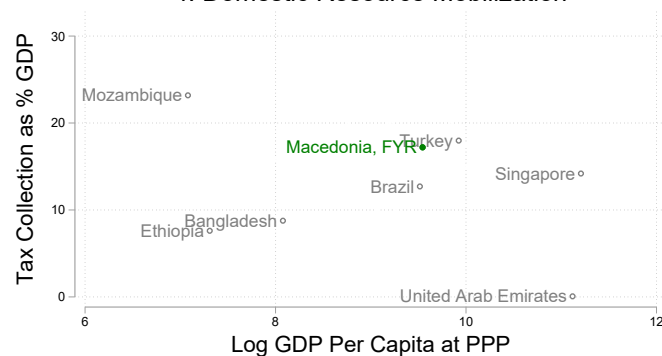 Domestic Resource Mobilization
Tax Collection as % GDP
30
20
10
0
Mozambique
Turkey
Macedonia, FYR
Singapore
Brazil
Bangladesh
Ethiopia
United Arab Emirates
6
8
10
12
Log GDP Per Capita at PPP